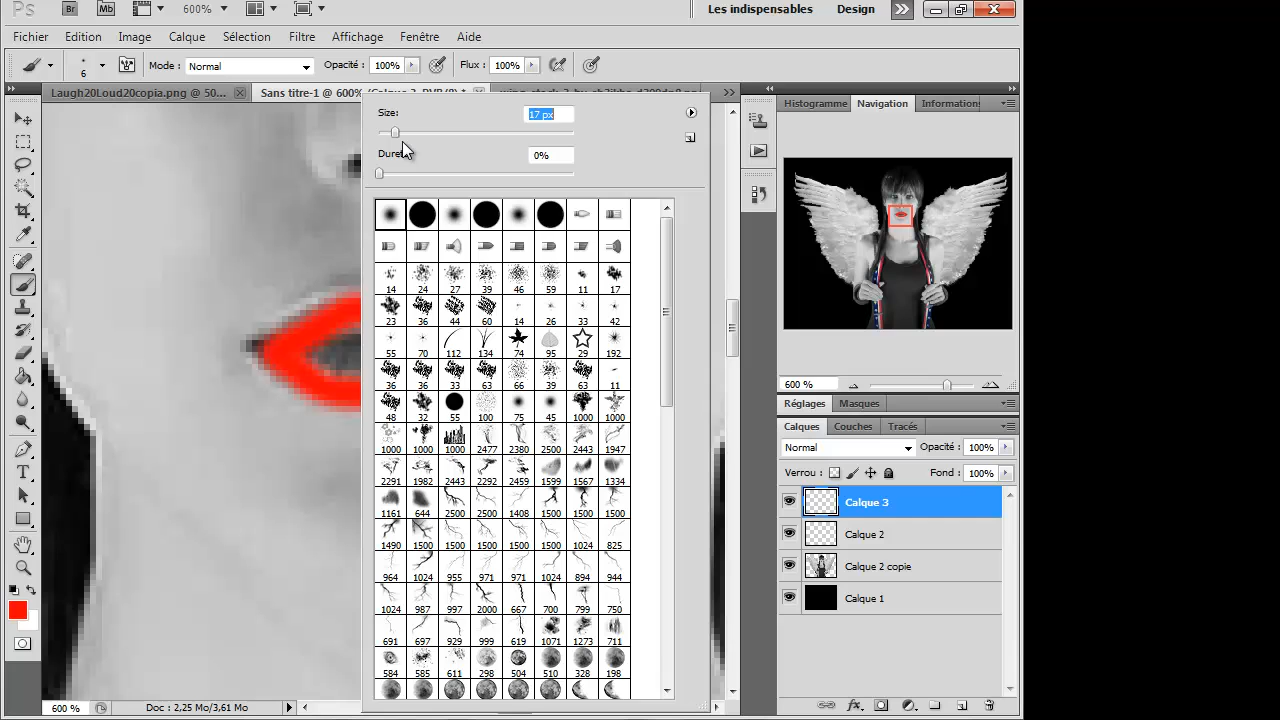 Ps Br Mb 600% Les indispensables Design
Fichier Edition Image Calque Sélection Filtre Affichage Fenêtre Aide
6 Mode : Normal Opacité : 100% Flux : 100%
Laugh20Loud20copia.png @ 50...
Sans titre-1 @ 600% (Calque 3, RVB/8) *
Size: 17 px
Duret 0%
14 24 27 39 46 59 11 17
23 36 44 60 14 26 33 42
55 70 112 134 74 95 29 192
36 36 33 63 66 39 63 11
48 32 55 100 75 45 1000 1000
1000 1000 1000 2477 2380 2500 2443 1947
2291 1982 2443 2292 2459 1599 1567 1334
1161 644 2500 2500 1408 1500 1500 1500
1490 1500 1500 1500 1500 1500 1024 825
964 1024 955 971 971 1024 894 944
1024 987 997 2000 667 700 799 750
691 697 929 999 619 1071 1273 711
584 585 611 298 504 510 328 198
Histogramme Navigation Informations
600 %
Réglages Masques
Calques Couches Tracés
Normal Opacité : 100%
Verrou : Fond : 100%
Calque 3
Calque 2
Calque 2 copie
Calque 1
T
600 % Doc : 2,25 Mo/3,61 Mo